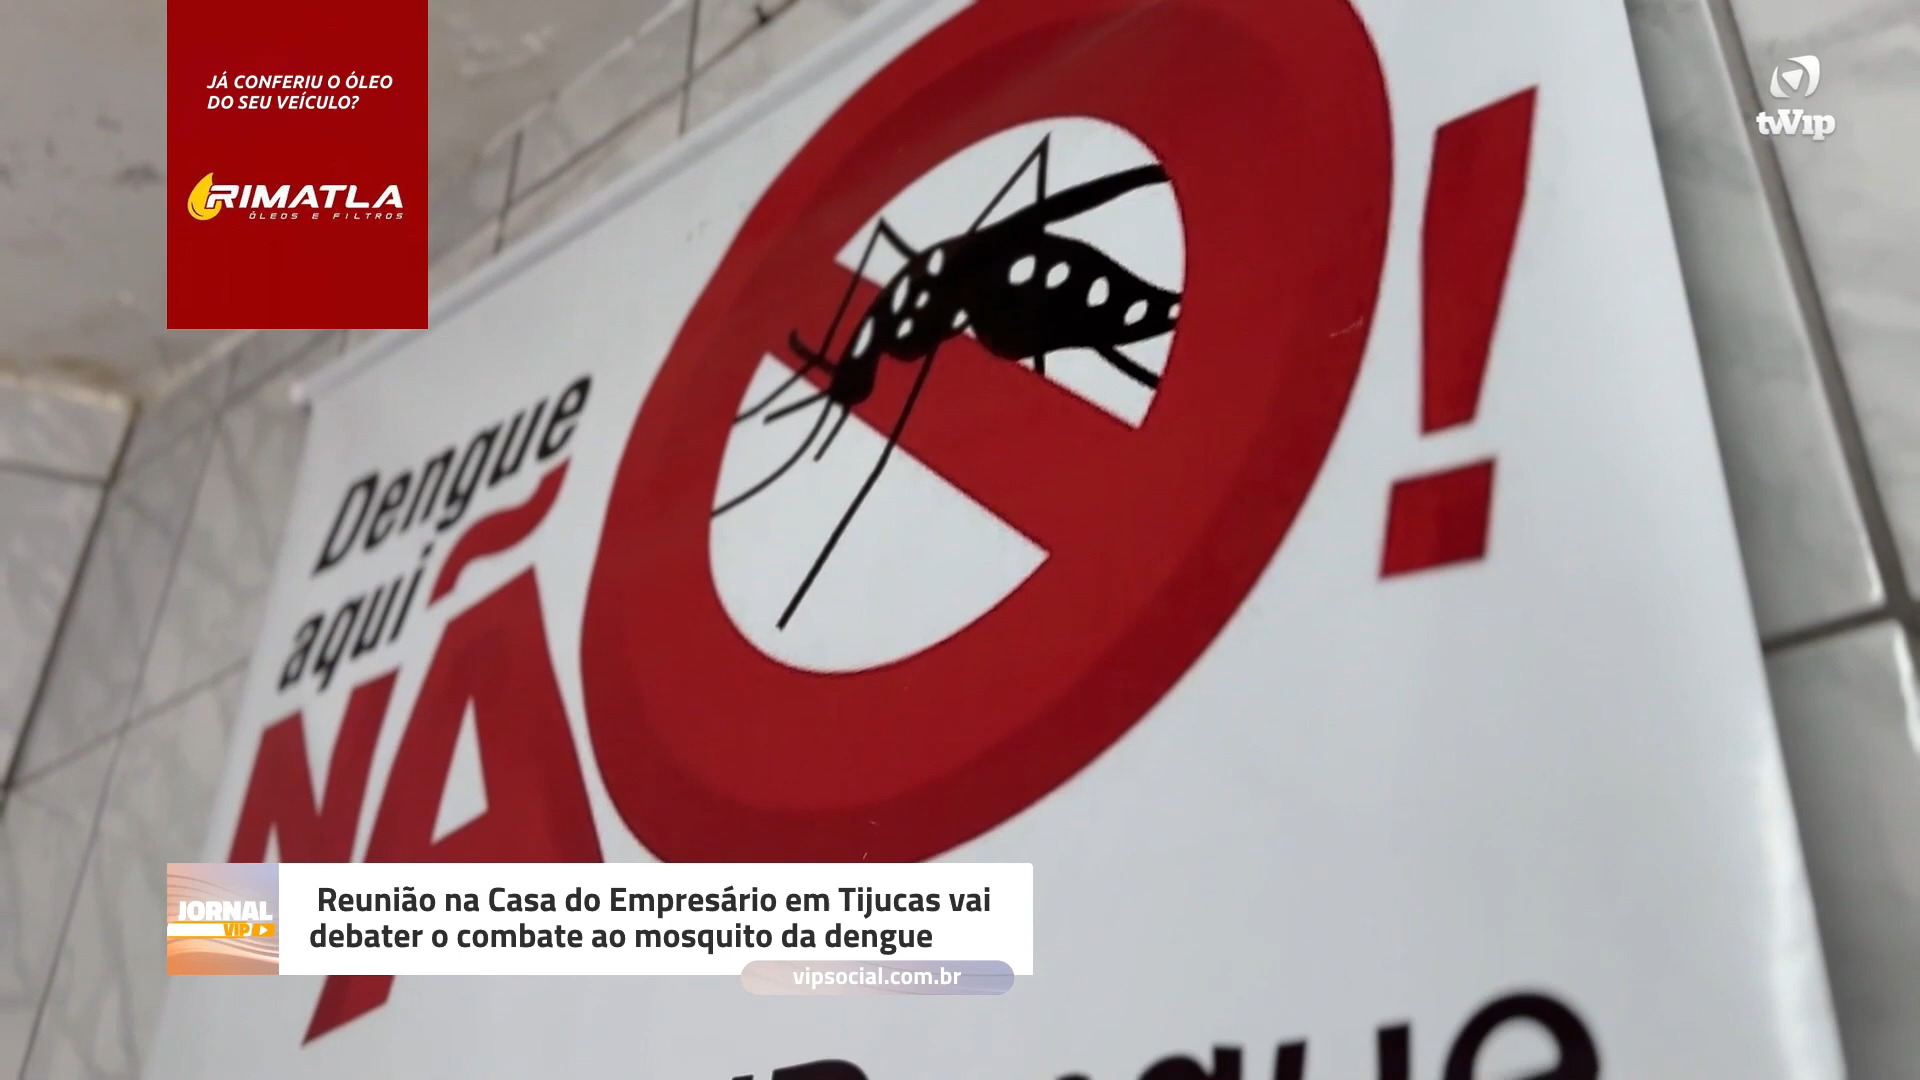 JÁ CONFERIU O ÓLEO
DO SEU VEÍCULO?
RIMATLA
ÓLEOS E FILTROS
tvVip
Dengue
aqui
NÃO!
JORNAL
VIP
Reunião na Casa do Empresário em Tijucas vai
debater o combate ao mosquito da dengue
vipsocial.com.br